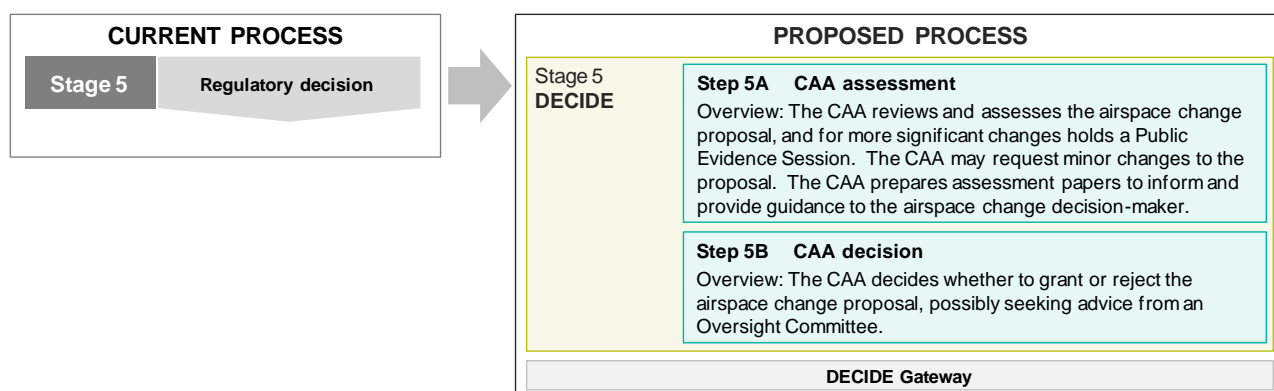 CURRENT PROCESS
Stage 5
Regulatory decision
PROPOSED PROCESS
Stage 5
DECIDE
Step 5A CAA assessment
Overview: The CAA reviews and assesses the airspace change
proposal, and for more significant changes holds a Public
Evidence Session. The CAA may request minor changes to the
proposal. The CAA prepares assessment papers to inform and
provide guidance to the airspace change decision-maker.
Step 5B CAA decision
Overview: The CAA decides whether to grant or reject the
airspace change proposal, possibly seeking advice from an
Oversight Committee.
DECIDE Gateway